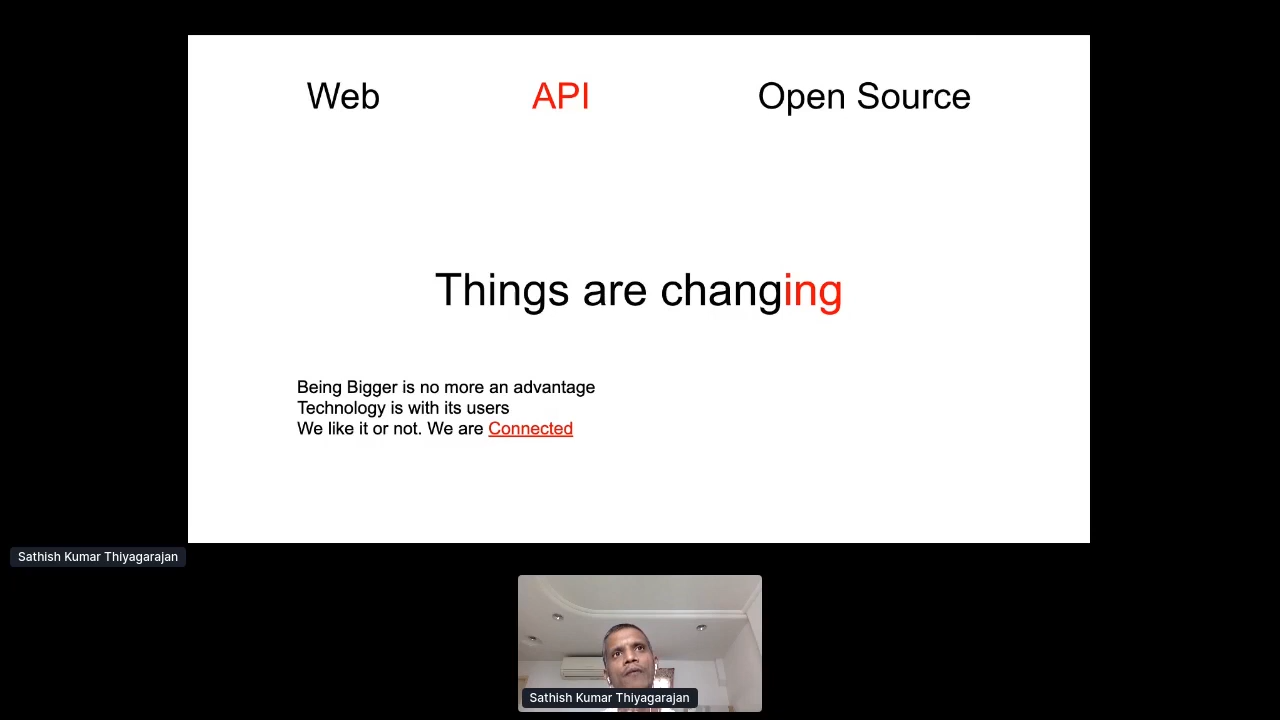 Web API Open Source
Things are changing
Being Bigger is no more an advantage
Technology is with its users
We like it or not. We are Connected
Sathish Kumar Thiyagarajan
Sathish Kumar Thiyagarajan